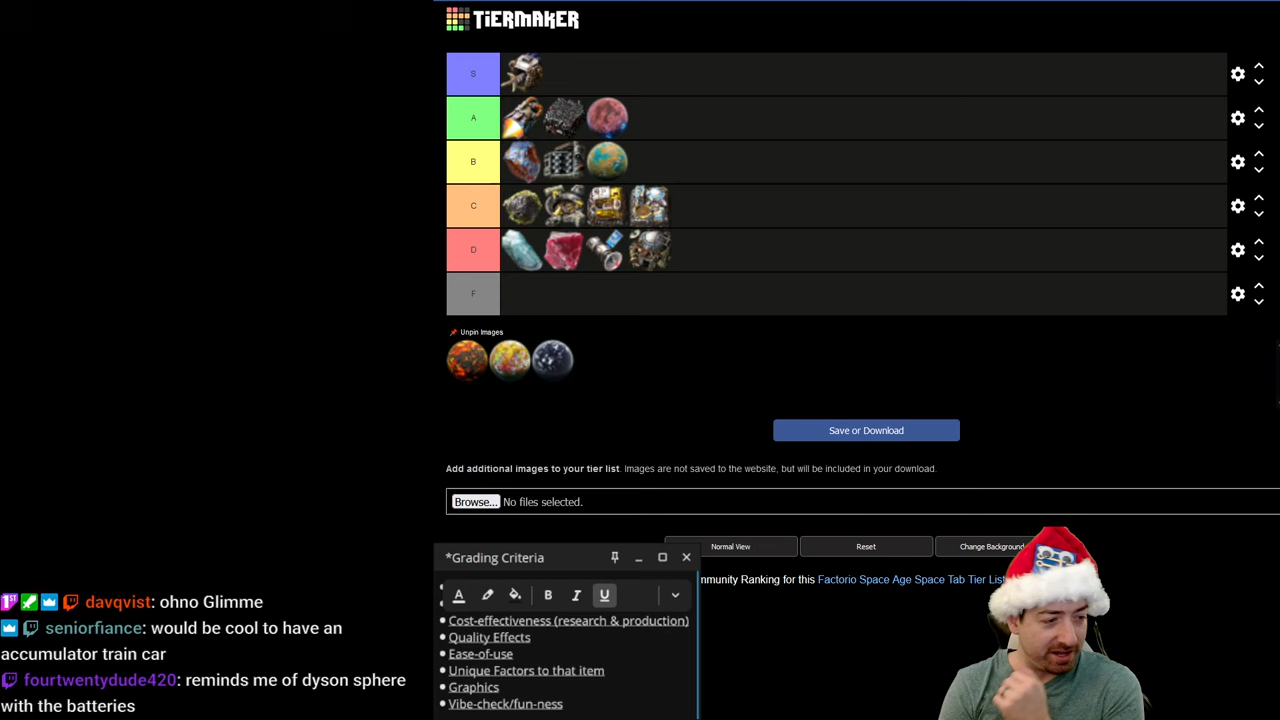 TiERMAKER
S
A
B
C
D
F
Unpin Images
Save or Download
Add additional images to your tier list. Images are not saved to the website, but will be included in your download.
Browse... No files selected.
Normal View
Reset
Change Background
mmunity Ranking for this Factorio Space Age Space Tab Tier List
*Grading Criteria
A
B
I
U
Cost-effectiveness (research & production)
Quality Effects
Ease-of-use
Unique Factors to that item
Graphics
Vibe-check/fun-ness
1ST davqvist: ohno Glimme
seniorfiance: would be cool to have an
accumulator train car
fourtwentydude420: reminds me of dyson sphere
with the batteries